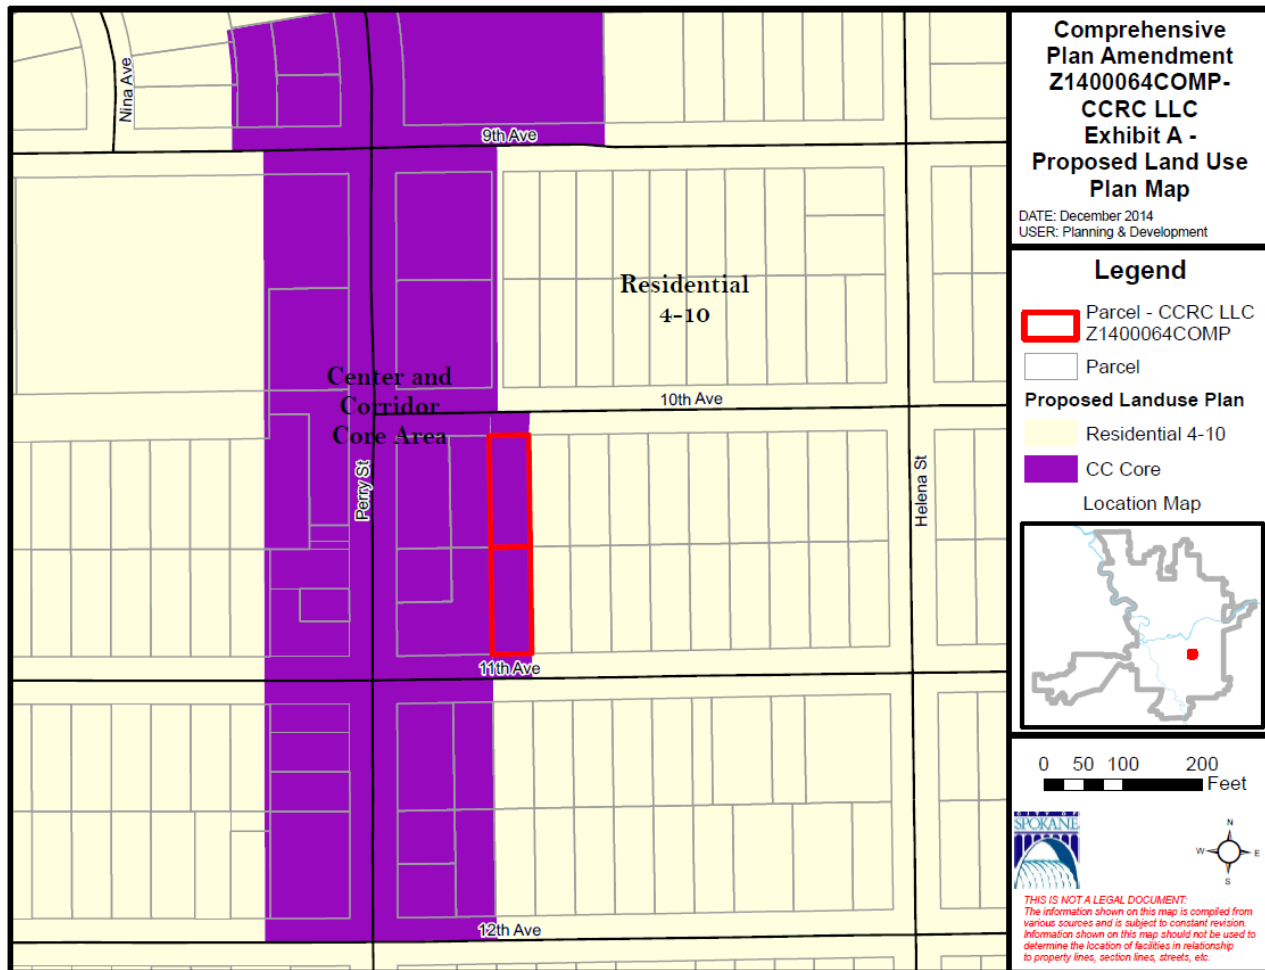 Nina Ave
9th Ave
Residential
4-10
Center and
Corridor
Core Area
10th Ave
Perry St
Helena St
11th Ave
12th Ave
Comprehensive
Plan Amendment
Z1400064COMP-
CCRC LLC
Exhibit A -
Proposed Land Use
Plan Map
DATE: December 2014
USER: Planning & Development
Legend
Parcel - CCRC LLC
Z1400064COMP
Parcel
Proposed Landuse Plan
Residential 4-10
CC Core
Location Map
0 50 100 200
Feet
CITY OF
SPOKANE
N
W E
S
THIS IS NOT A LEGAL DOCUMENT:
The information shown on this map is compiled from
various sources and is subject to constant revision.
Information shown on this map should not be used to
determine the location of facilities in relationship
to property lines, section lines, streets, etc.